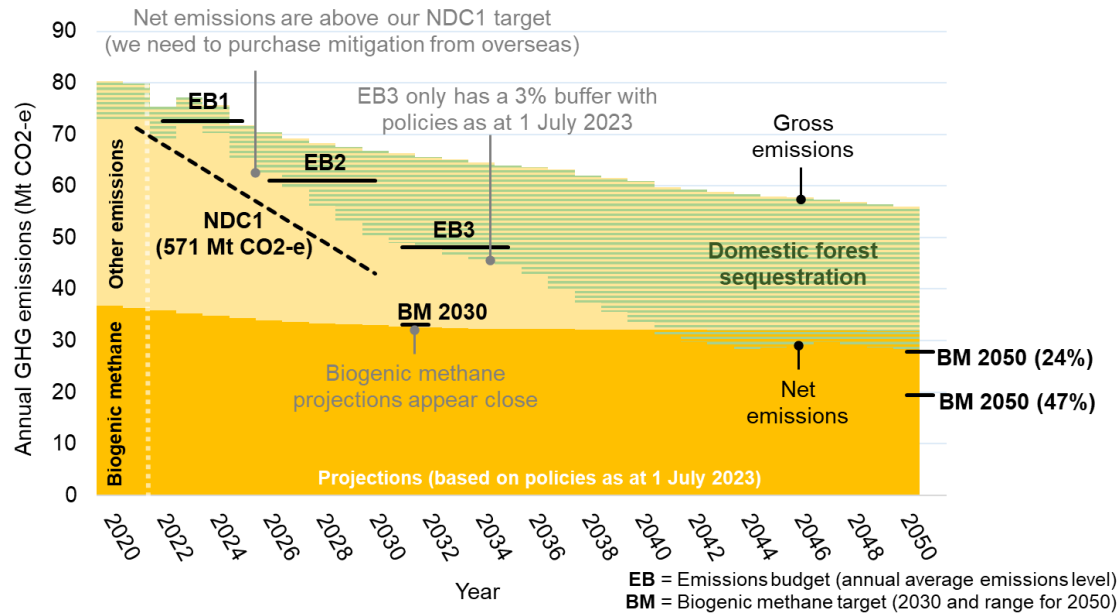 Net emissions are above our NDC1 target
(we need to purchase mitigation from overseas)
EB3 only has a 3% buffer with
policies as at 1 July 2023
Annual GHG emissions (Mt CO2-e)
90
80
70
60
50
40
30
20
10
0
Other emissions
Biogenic methane
EB1
EB2
EB3
NDC1
(571 Mt CO2-e)
BM 2030
Biogenic methane
projections appear close
Gross
emissions
Domestic forest
sequestration
Net
emissions
BM 2050 (24%)
BM 2050 (47%)
Projections (based on policies as at 1 July 2023)
2020
2022
2024
2026
2028
2030
2032
2034
2036
2038
2040
2042
2044
2046
2048
2050
Year
EB = Emissions budget (annual average emissions level)
BM = Biogenic methane target (2030 and range for 2050)